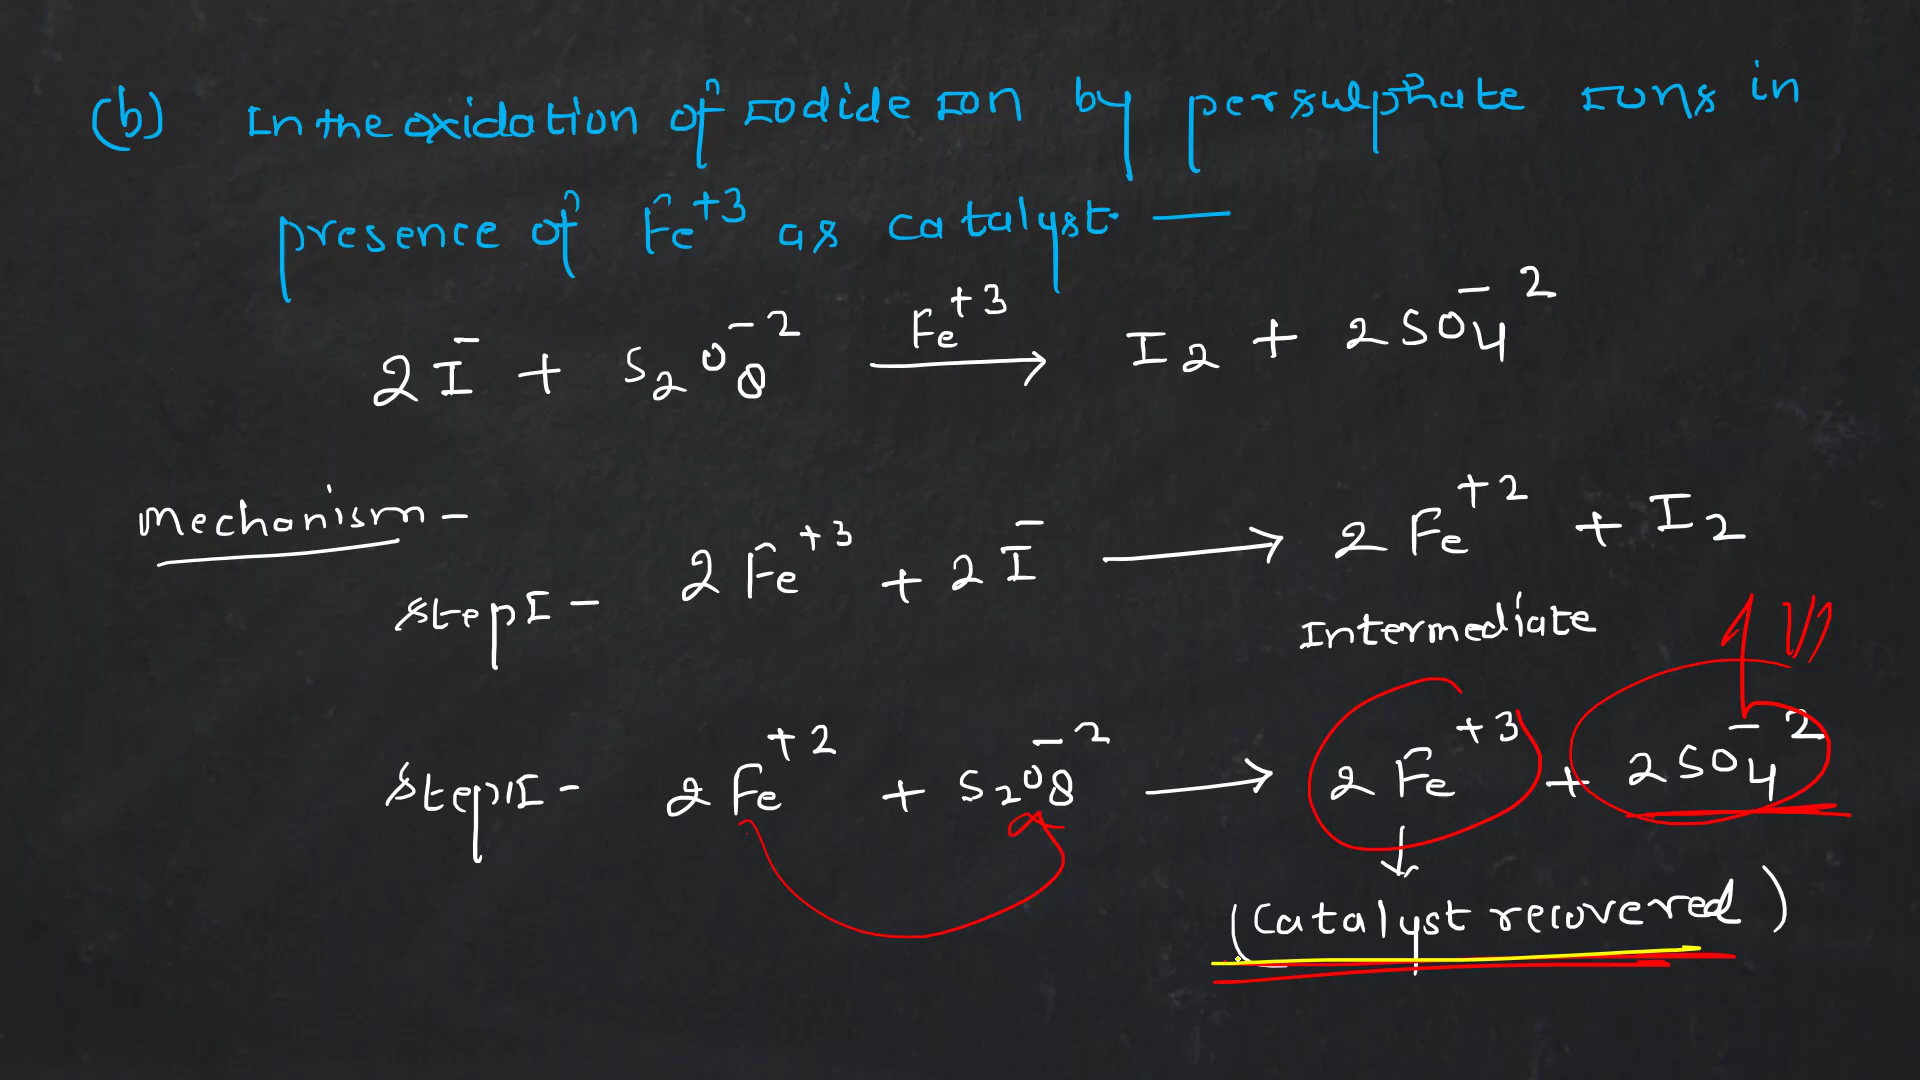 (b) In the oxidation of Iodide Ion by persulphate Ions in
presence of Fe⁺³ as catalyst. —
2I⁻ + S₂O₈⁻² —Fe⁺³→ I₂ + 2SO₄⁻²
Mechanism -
Step I - 2Fe⁺³ + 2I⁻ → 2Fe⁺² + I₂
Intermediate
Step II - 2Fe⁺² + S₂O₈⁻² → 2Fe⁺³ + 2SO₄⁻²
↓
(Catalyst recovered)